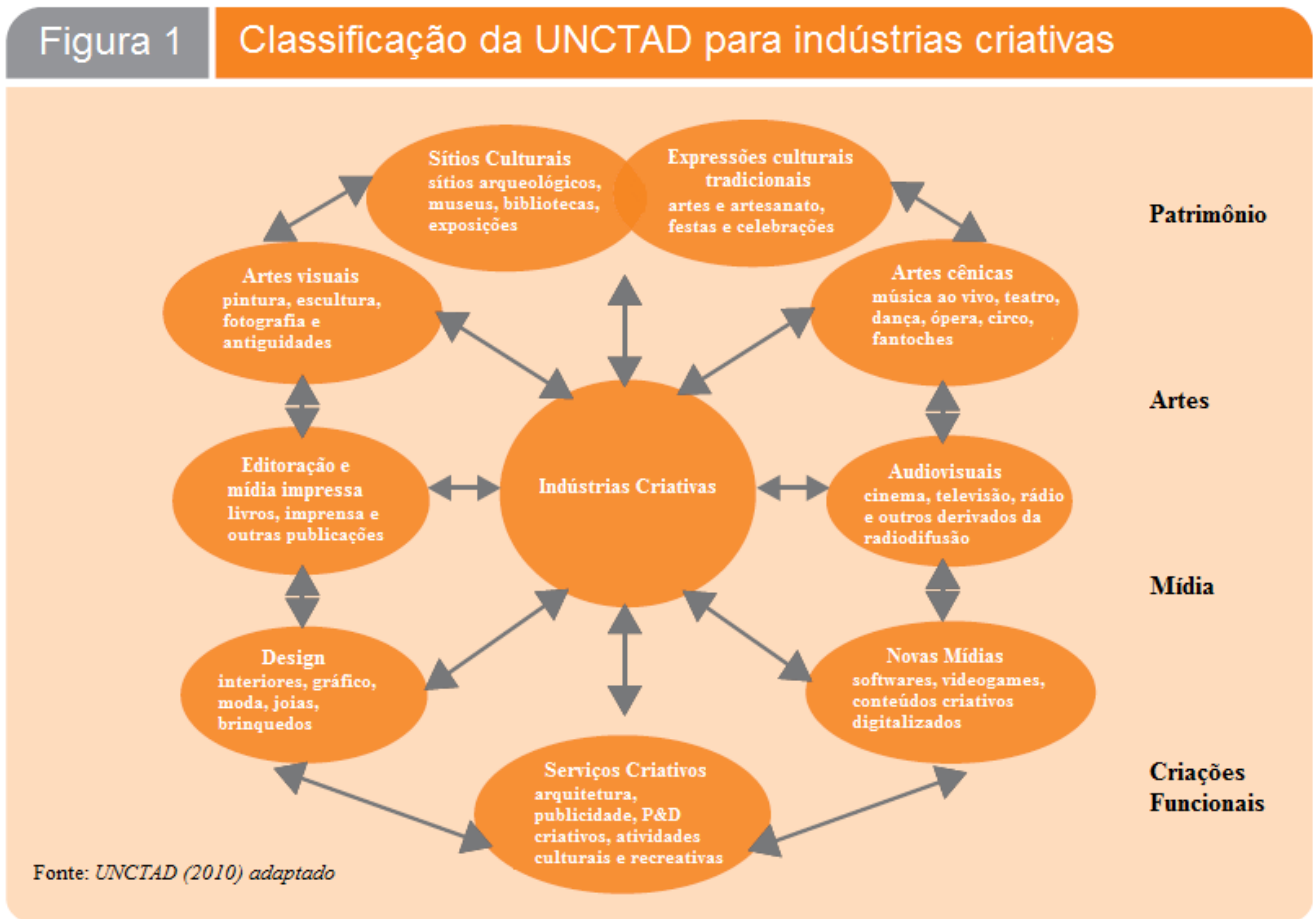 Figura 1
Classificação da UNCTAD para indústrias criativas
Sítios Culturais
sítios arqueológicos,
museus, bibliotecas,
exposições
Expressões culturais
tradicionais
artes e artesanato,
festas e celebrações
Patrimônio
Artes visuais
pintura, escultura,
fotografia e
antiguidades
Artes cênicas
música ao vivo, teatro,
dança, ópera, circo,
fantoches
Artes
Editoração e
mídia impressa
livros, imprensa e
outras publicações
Indústrias Criativas
Audiovisuais
cinema, televisão, rádio
e outros derivados da
radiodifusão
Mídia
Design
interiores, gráfico,
moda, joias,
brinquedos
Novas Mídias
softwares, videogames,
conteúdos criativos
digitalizados
Serviços Criativos
arquitetura,
publicidade, P&D
criativos, atividades
culturais e recreativas
Criações
Funcionais
Fonte: UNCTAD (2010) adaptado